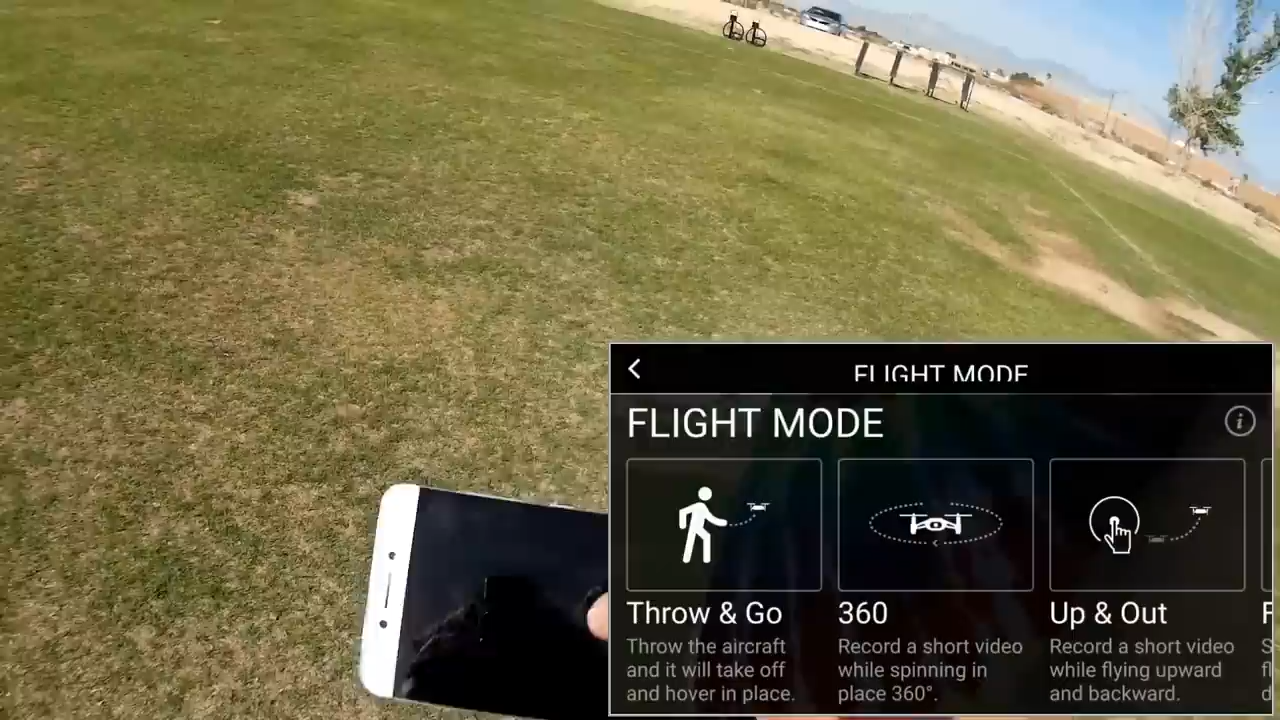 FLIGHT MODE
FLIGHT MODE
Throw & Go
Throw the aircraft
and it will take off
and hover in place.
360
Record a short video
while spinning in
place 360°.
Up & Out
Record a short video
while flying upward
and backward.